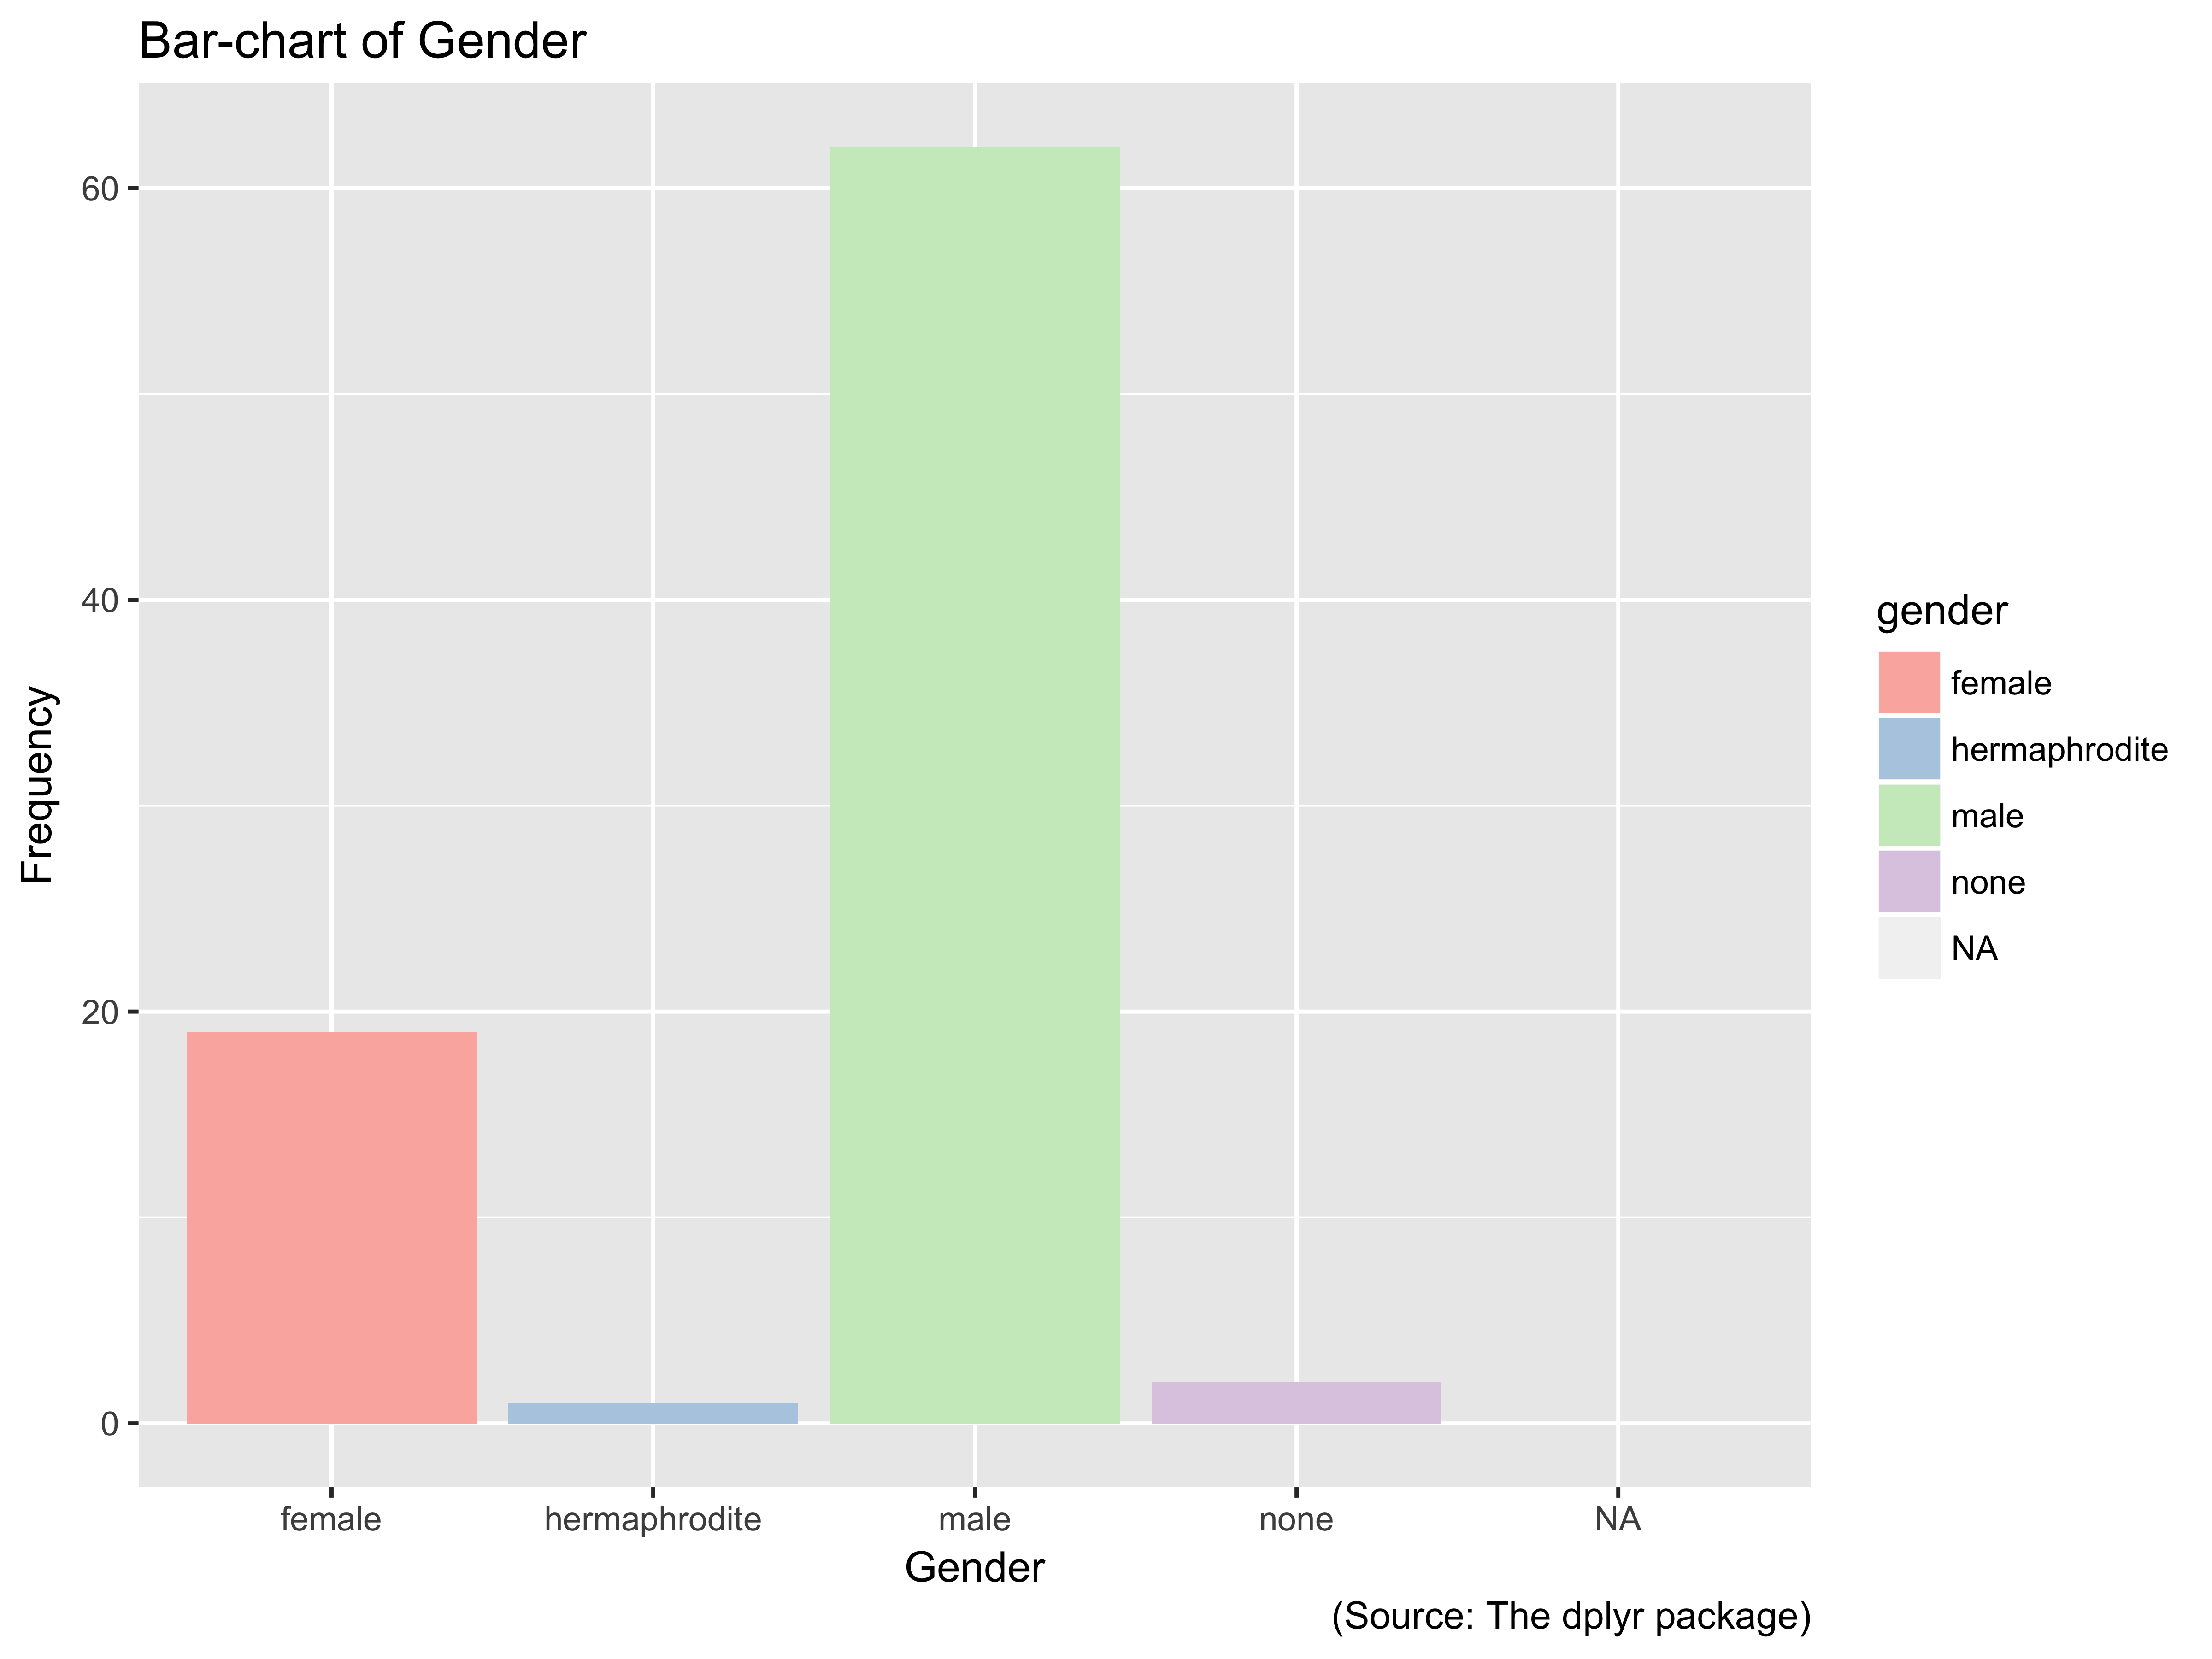 Bar-chart of Gender
Frequency
60
40
20
0
female
hermaphrodite
male
none
NA
Gender
(Source: The dplyr package)
gender
female
hermaphrodite
male
none
NA